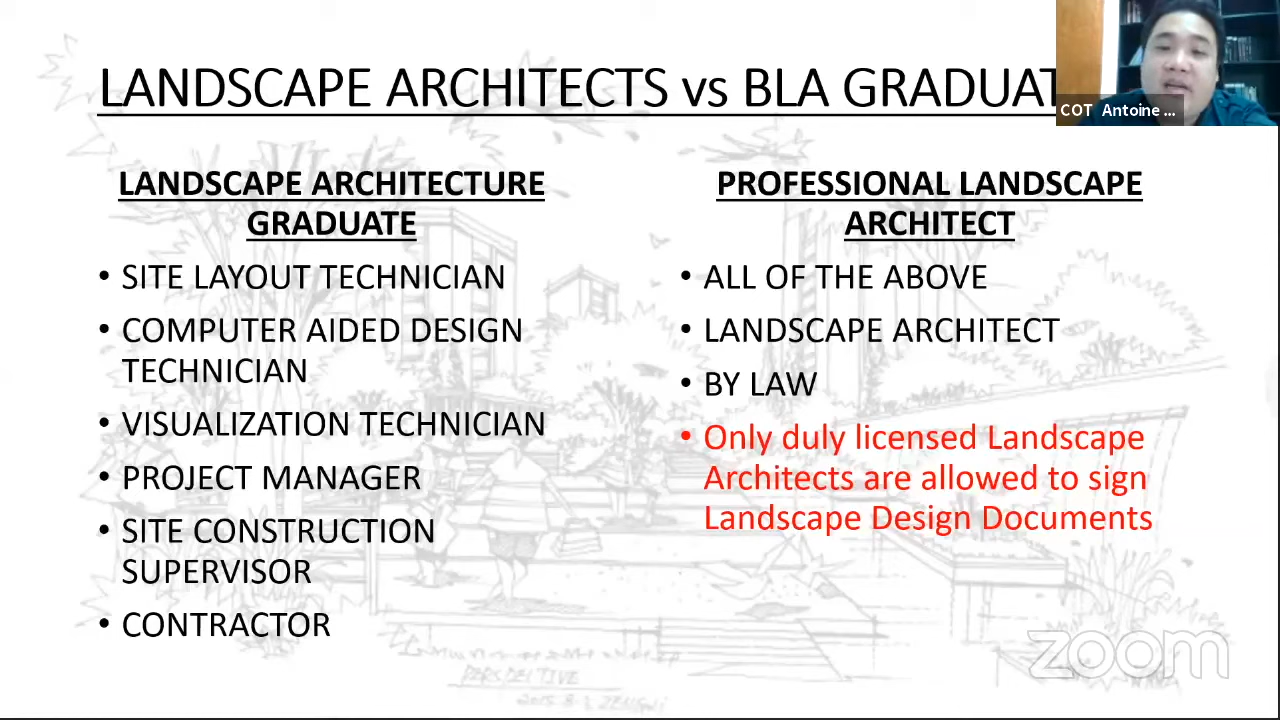 LANDSCAPE ARCHITECTS vs BLA GRADUAT
COT Antoine ...
LANDSCAPE ARCHITECTURE
GRADUATE
• SITE LAYOUT TECHNICIAN
• COMPUTER AIDED DESIGN
TECHNICIAN
• VISUALIZATION TECHNICIAN
• PROJECT MANAGER
• SITE CONSTRUCTION
SUPERVISOR
• CONTRACTOR
PROFESSIONAL LANDSCAPE
ARCHITECT
• ALL OF THE ABOVE
• LANDSCAPE ARCHITECT
• BY LAW
• Only duly licensed Landscape
Architects are allowed to sign
Landscape Design Documents
zoom
PERSPECTIVE